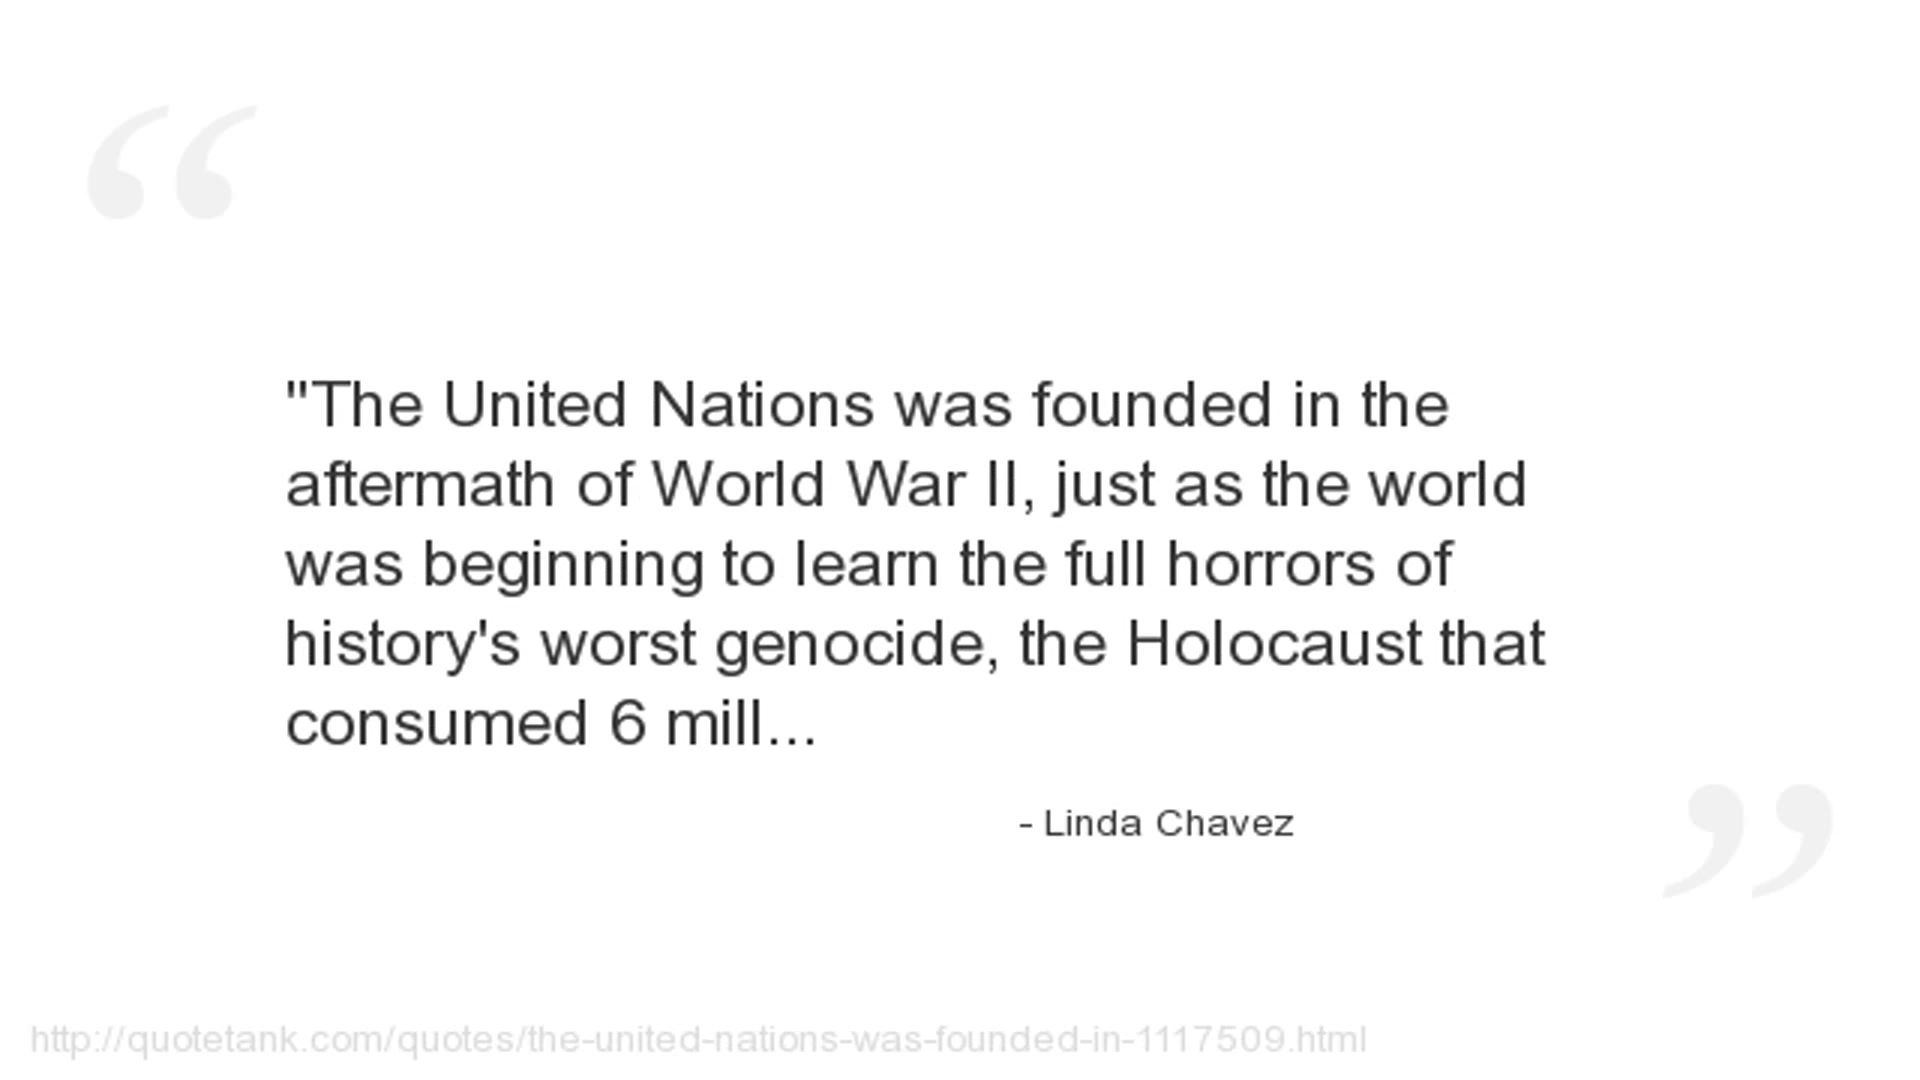 "The United Nations was founded in the
aftermath of World War II, just as the world
was beginning to learn the full horrors of
history's worst genocide, the Holocaust that
consumed 6 mill...
- Linda Chavez
http://quotetank.com/quotes/the-united-nations-was-founded-in-1117509.html